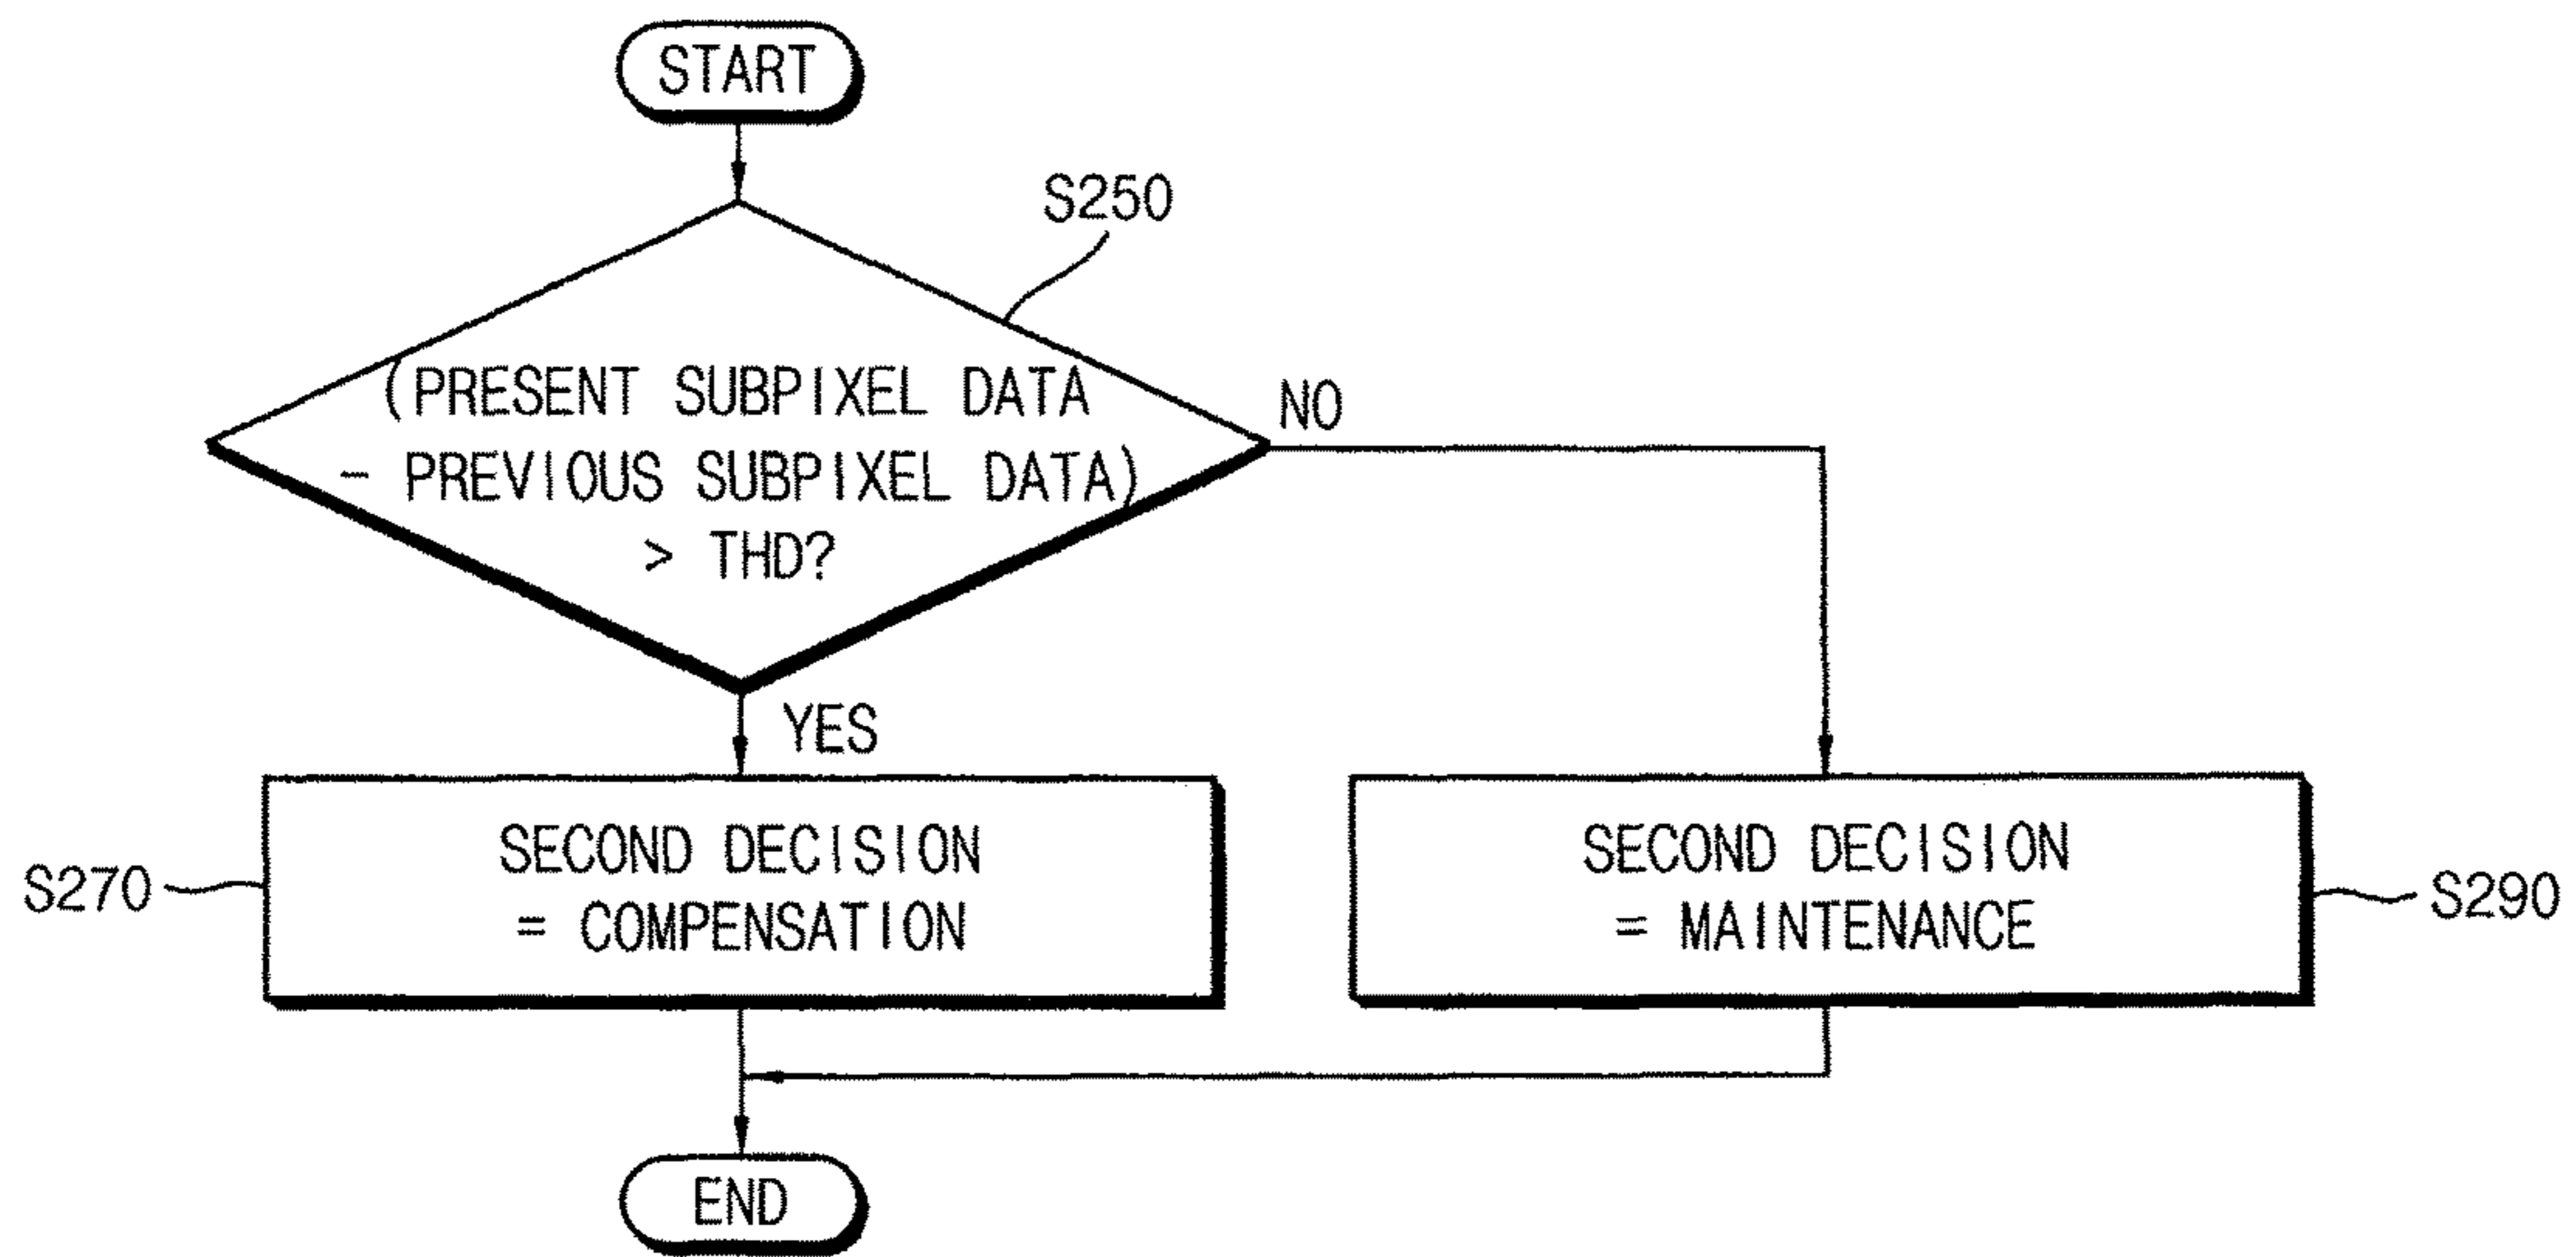 START
S250
(PRESENT SUBPIXEL DATA
- PREVIOUS SUBPIXEL DATA)
> THD?
NO
YES
SECOND DECISION
= COMPENSATION
S270
SECOND DECISION
= MAINTENANCE
S290
END